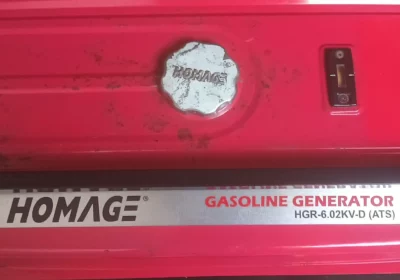 HOMAGE
HOMAGE®
GASOLINE GENERATOR
HGR-6.02KV-D (ATS)